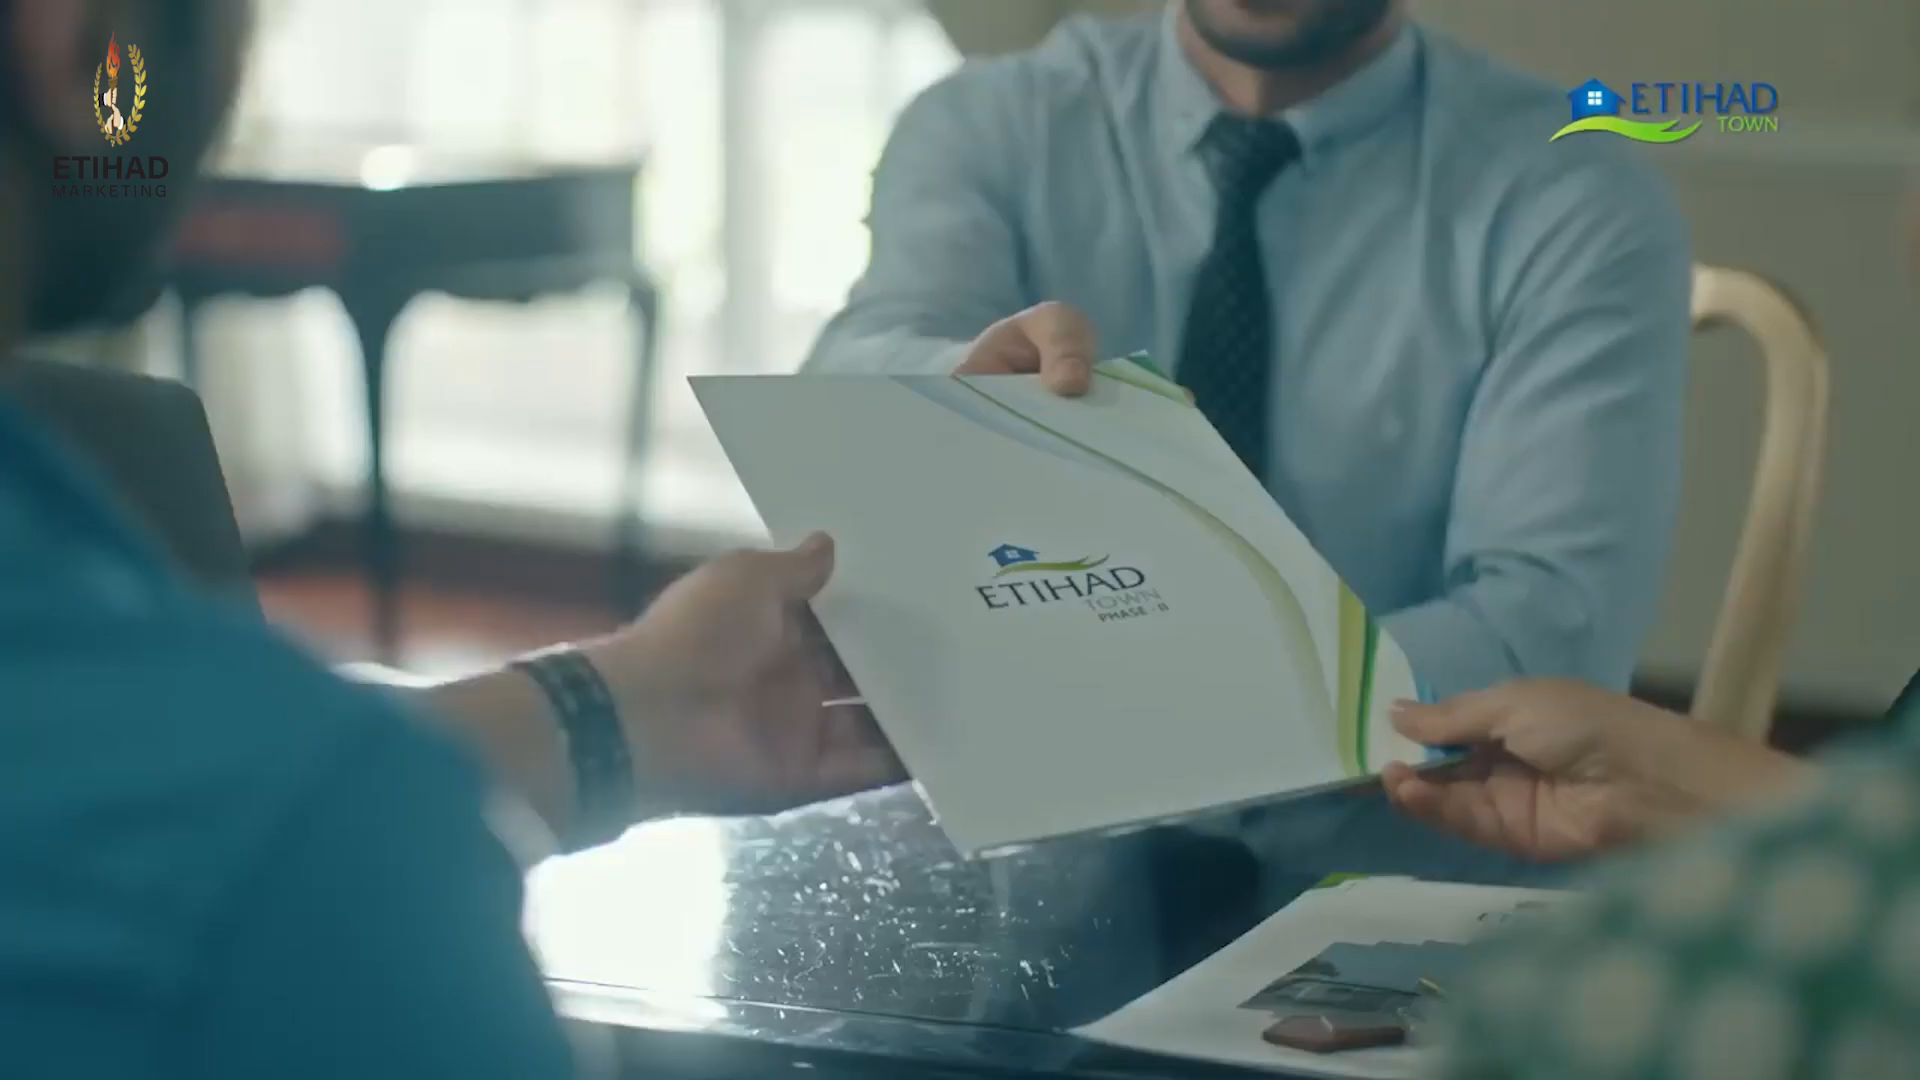 ETIHAD
MARKETING
ETIHAD
TOWN
ETIHAD
TOWN
PHASE - II